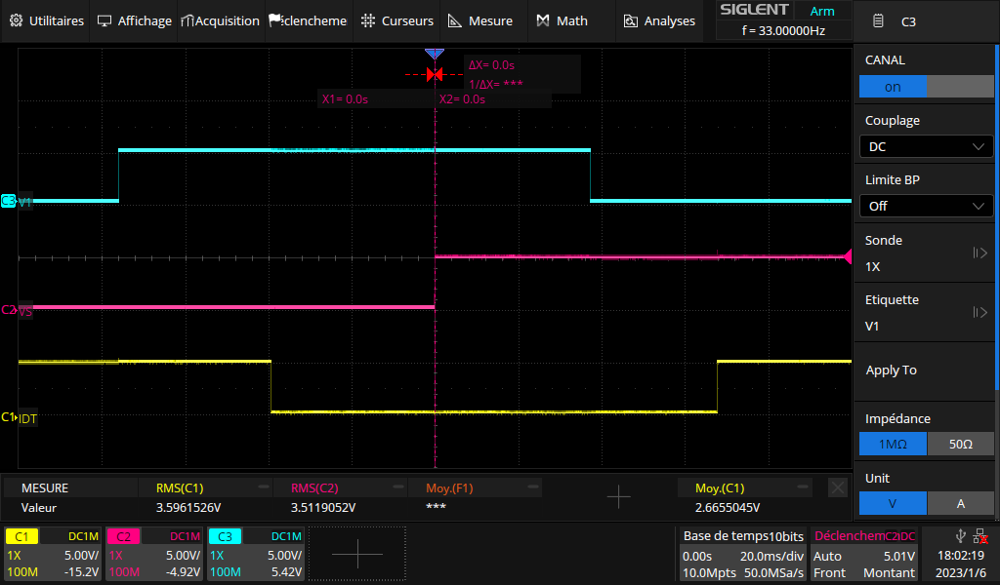 Utilitaires Affichage Acquisition éclencheme Curseurs Mesure Math Analyses
SIGLENT Arm
f = 33.00000Hz
C3
CANAL
on
Couplage
DC
Limite BP
Off
Sonde
1X
Etiquette
V1
Apply To
Impédance
1MΩ 50Ω
Unit
V A
ΔX= 0.0s
1/ΔX= ***
X1= 0.0s X2= 0.0s
C3 V1
C2 VS
C1 IDT
MESURE RMS(C1) RMS(C2) Moy.(F1) Moy.(C1)
Valeur 3.5961526V 3.5119052V *** 2.6655045V
C1 DC1M
1X 5.00V/
100M -15.2V
C2 DC1M
1X 5.00V/
100M -4.92V
C3 DC1M
1X 5.00V/
100M 5.42V
Base de temps 10bits
0.00s 20.0ms/div
10.0Mpts 50.0MSa/s
Déclenchem C2 DC
Auto 5.01V
Front Montant
18:02:19
2023/1/6